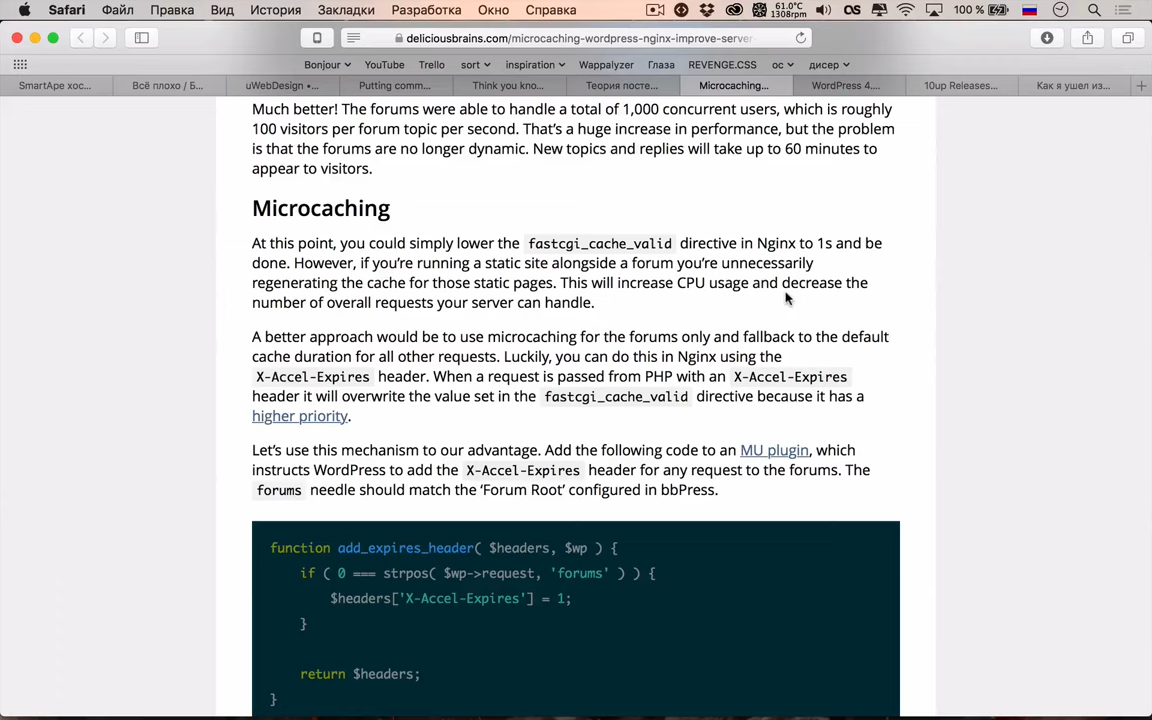 Safari Файл Правка Вид История Закладки Разработка Окно Справка 61.0°C 1308rpm 100 %
deliciousbrains.com/microcaching-wordpress-nginx-improve-server-
Bonjour YouTube Trello sort inspiration Wappalyzer Глаза REVENGE.CSS ос дисер
SmartApe хос... Всё плохо / Б... uWebDesign •... Putting comm... Think you kno... Теория посте... Microcaching... WordPress 4.... 10up Releases... Как я ушел из...
Much better! The forums were able to handle a total of 1,000 concurrent users, which is roughly
100 visitors per forum topic per second. That's a huge increase in performance, but the problem
is that the forums are no longer dynamic. New topics and replies will take up to 60 minutes to
appear to visitors.
Microcaching
At this point, you could simply lower the fastcgi_cache_valid directive in Nginx to 1s and be
done. However, if you're running a static site alongside a forum you're unnecessarily
regenerating the cache for those static pages. This will increase CPU usage and decrease the
number of overall requests your server can handle.
A better approach would be to use microcaching for the forums only and fallback to the default
cache duration for all other requests. Luckily, you can do this in Nginx using the
X-Accel-Expires header. When a request is passed from PHP with an X-Accel-Expires
header it will overwrite the value set in the fastcgi_cache_valid directive because it has a
higher priority.
Let's use this mechanism to our advantage. Add the following code to an MU plugin, which
instructs WordPress to add the X-Accel-Expires header for any request to the forums. The
forums needle should match the 'Forum Root' configured in bbPress.
function add_expires_header( $headers, $wp ) {
if ( 0 === strpos( $wp->request, 'forums' ) ) {
$headers['X-Accel-Expires'] = 1;
}
return $headers;
}